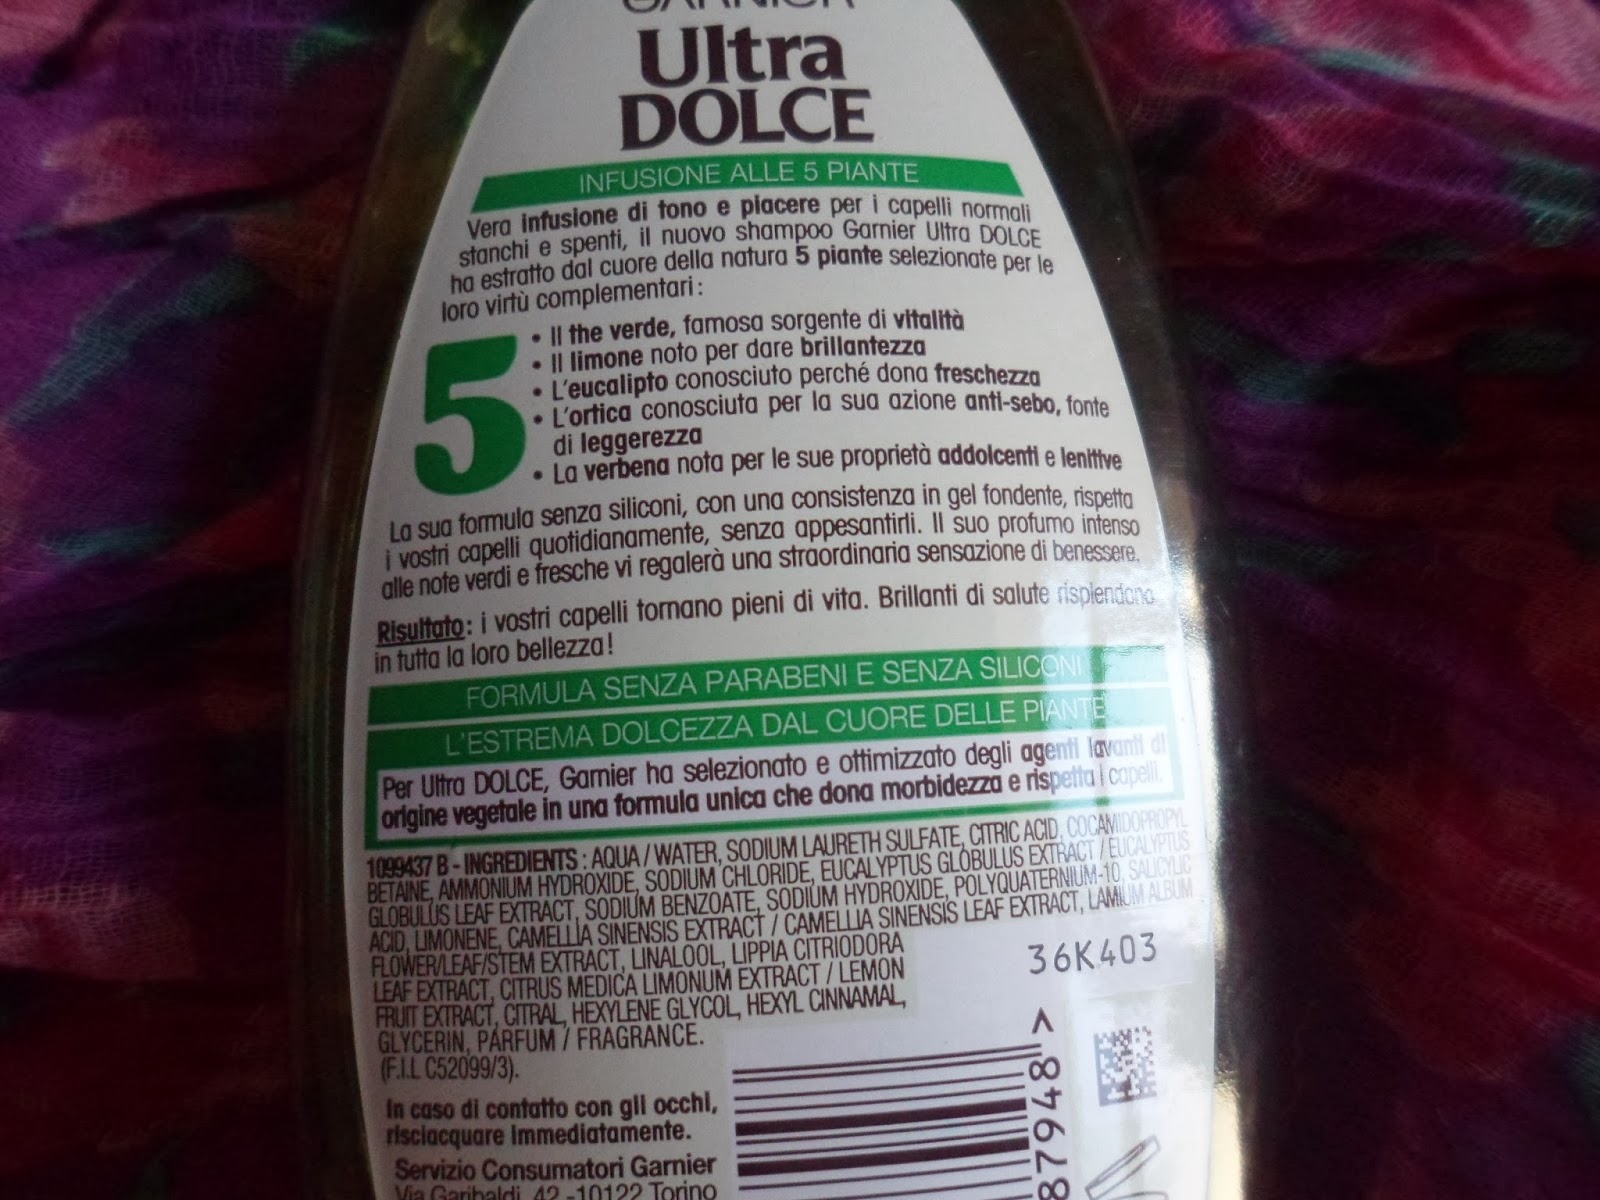 GARNIER
Ultra
DOLCE
INFUSIONE ALLE 5 PIANTE
Vera infusione di tono e piacere per i capelli normali
stanchi e spenti, il nuovo shampoo Garnier Ultra DOLCE
ha estratto dal cuore della natura 5 piante selezionate per le
loro virtù complementari:
5
• Il the verde, famosa sorgente di vitalità
• Il limone noto per dare brillantezza
• L'eucalipto conosciuto perché dona freschezza
• L'ortica conosciuta per la sua azione anti-sebo, fonte
di leggerezza
• La verbena nota per le sue proprietà addolcenti e lenitive
La sua formula senza siliconi, con una consistenza in gel fondente, rispetta
i vostri capelli quotidianamente, senza appesantirli. Il suo profumo intenso
alle note verdi e fresche vi regalerà una straordinaria sensazione di benessere.
Risultato: i vostri capelli tornano pieni di vita. Brillanti di salute risplendono
in tutta la loro bellezza!
FORMULA SENZA PARABENI E SENZA SILICONI
L'ESTREMA DOLCEZZA DAL CUORE DELLE PIANTE
Per Ultra DOLCE, Garnier ha selezionato e ottimizzato degli agenti lavanti di
origine vegetale in una formula unica che dona morbidezza e rispetta i capelli.
1099437 B - INGREDIENTS : AQUA / WATER, SODIUM LAURETH SULFATE, CITRIC ACID, COCAMIDOPROPYL
BETAINE, AMMONIUM HYDROXIDE, SODIUM CHLORIDE, EUCALYPTUS GLOBULUS EXTRACT / EUCALYPTUS
GLOBULUS LEAF EXTRACT, SODIUM BENZOATE, SODIUM HYDROXIDE, POLYQUATERNIUM-10, SALICYLIC
ACID, LIMONENE, CAMELLIA SINENSIS EXTRACT / CAMELLIA SINENSIS LEAF EXTRACT, LAMIUM ALBUM
FLOWER/LEAF/STEM EXTRACT, LINALOOL, LIPPIA CITRIODORA
LEAF EXTRACT, CITRUS MEDICA LIMONUM EXTRACT / LEMON
FRUIT EXTRACT, CITRAL, HEXYLENE GLYCOL, HEXYL CINNAMAL,
GLYCERIN, PARFUM / FRAGRANCE.
(F.I.L C52099/3).
36K403
In caso di contatto con gli occhi,
risciacquare immediatamente.
Servizio Consumatori Garnier
Via Garibaldi, 42 -10122 Torino
87948 >